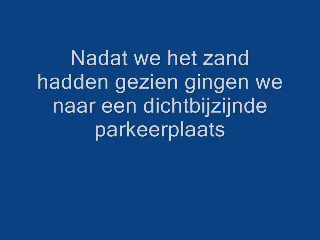 Nadat we het zand
hadden gezien gingen we
naar een dichtbijzijnde
parkeerplaats